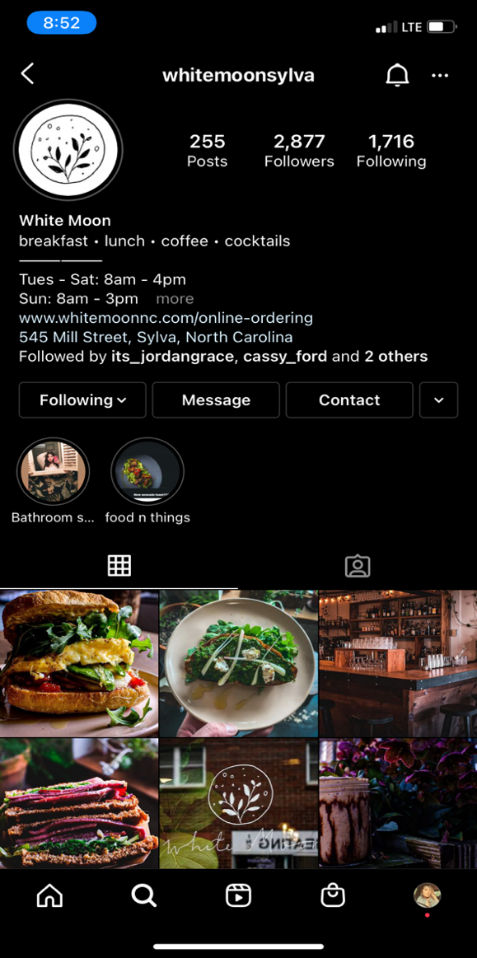 8:52
LTE
whitemoonsylva
255
Posts
2,877
Followers
1,716
Following
White Moon
breakfast • lunch • coffee • cocktails
Tues - Sat: 8am - 4pm
Sun: 8am - 3pm more
www.whitemoonnc.com/online-ordering
545 Mill Street, Sylva, North Carolina
Followed by its_jordangrace, cassy_ford and 2 others
Following
Message
Contact
Bathroom s...
food n things
White Moon